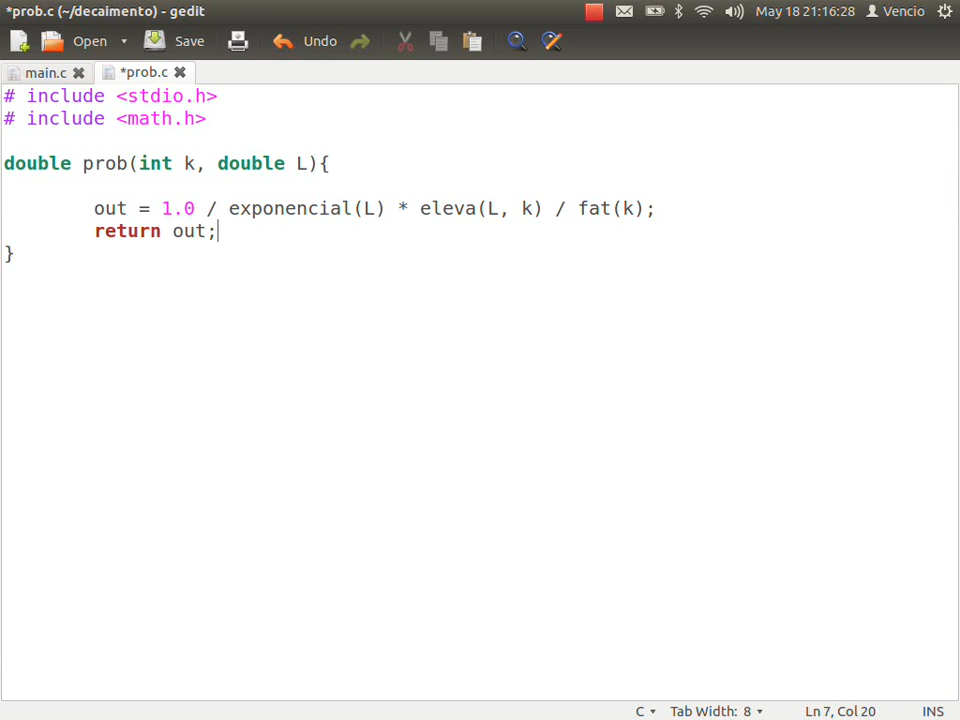 *prob.c (~/decaimento) - gedit
May 18 21:16:28 Vencio
Open Save Undo
main.c *prob.c
# include <stdio.h>
# include <math.h>
double prob(int k, double L){
out = 1.0 / exponencial(L) * eleva(L, k) / fat(k);
return out;
}
C Tab Width: 8 Ln 7, Col 20 INS